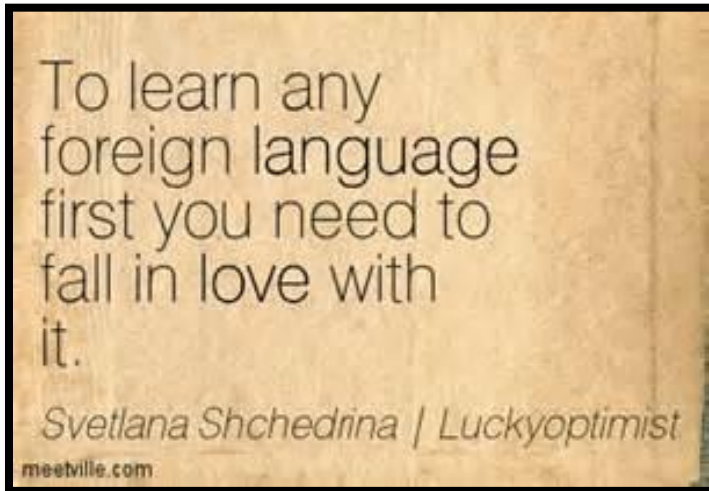 To learn any
foreign language
first you need to
fall in love with
it.
Svetlana Shchedrina | Luckyoptimist
meetville.com